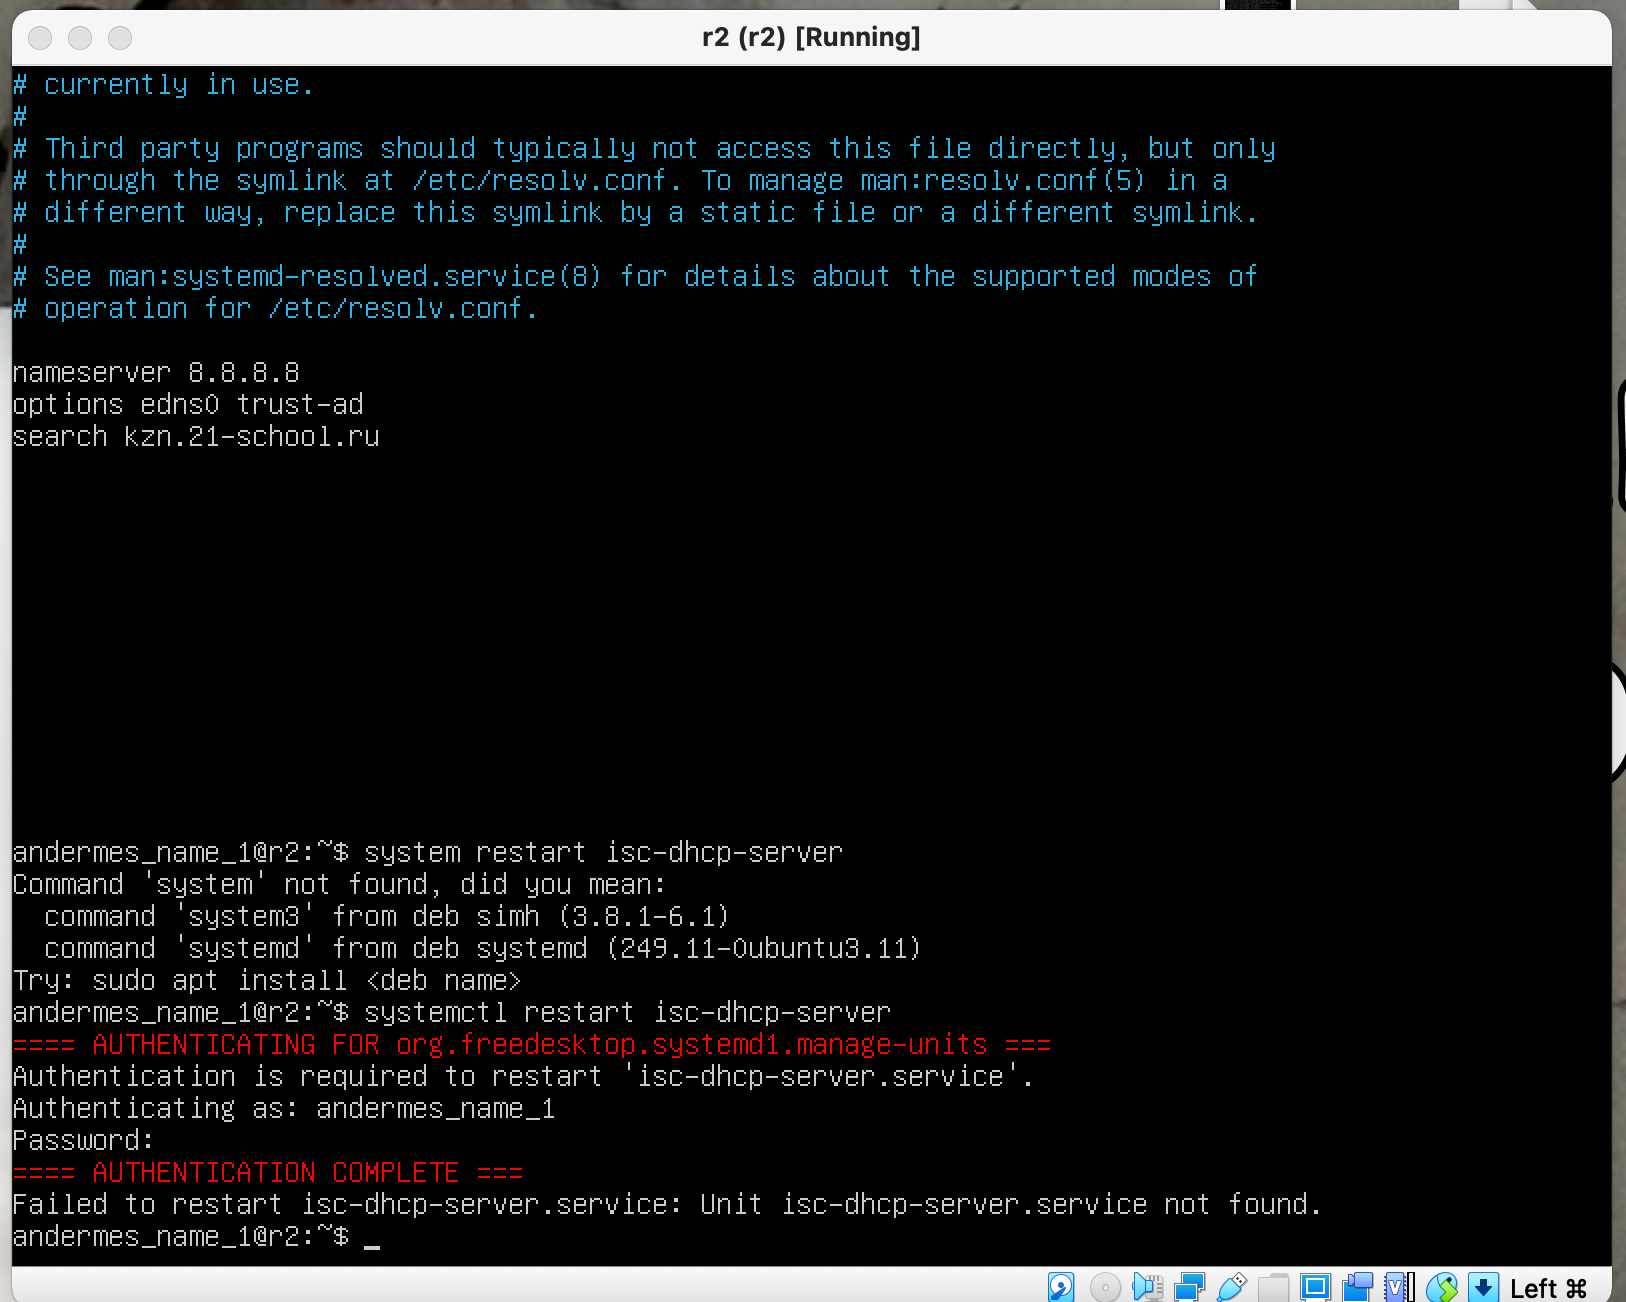 r2 (r2) [Running]
# currently in use.
#
# Third party programs should typically not access this file directly, but only
# through the symlink at /etc/resolv.conf. To manage man:resolv.conf(5) in a
# different way, replace this symlink by a static file or a different symlink.
#
# See man:systemd-resolved.service(8) for details about the supported modes of
# operation for /etc/resolv.conf.
nameserver 8.8.8.8
options edns0 trust-ad
search kzn.21-school.ru
andermes_name_1@r2:~$ system restart isc-dhcp-server
Command 'system' not found, did you mean:
  command 'system3' from deb simh (3.8.1-6.1)
  command 'systemd' from deb systemd (249.11-0ubuntu3.11)
Try: sudo apt install <deb name>
andermes_name_1@r2:~$ systemctl restart isc-dhcp-server
==== AUTHENTICATING FOR org.freedesktop.systemd1.manage-units ===
Authentication is required to restart 'isc-dhcp-server.service'.
Authenticating as: andermes_name_1
Password:
==== AUTHENTICATION COMPLETE ===
Failed to restart isc-dhcp-server.service: Unit isc-dhcp-server.service not found.
andermes_name_1@r2:~$ _
Left ⌘